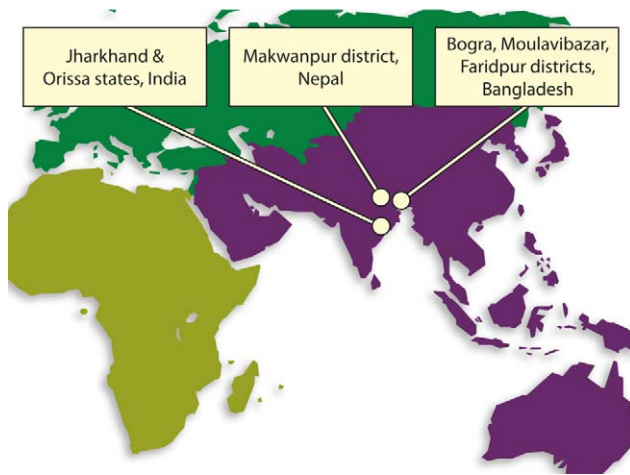 Jharkhand &
Orissa states, India
Makwanpur district,
Nepal
Bogra, Moulavibazar,
Faridpur districts,
Bangladesh